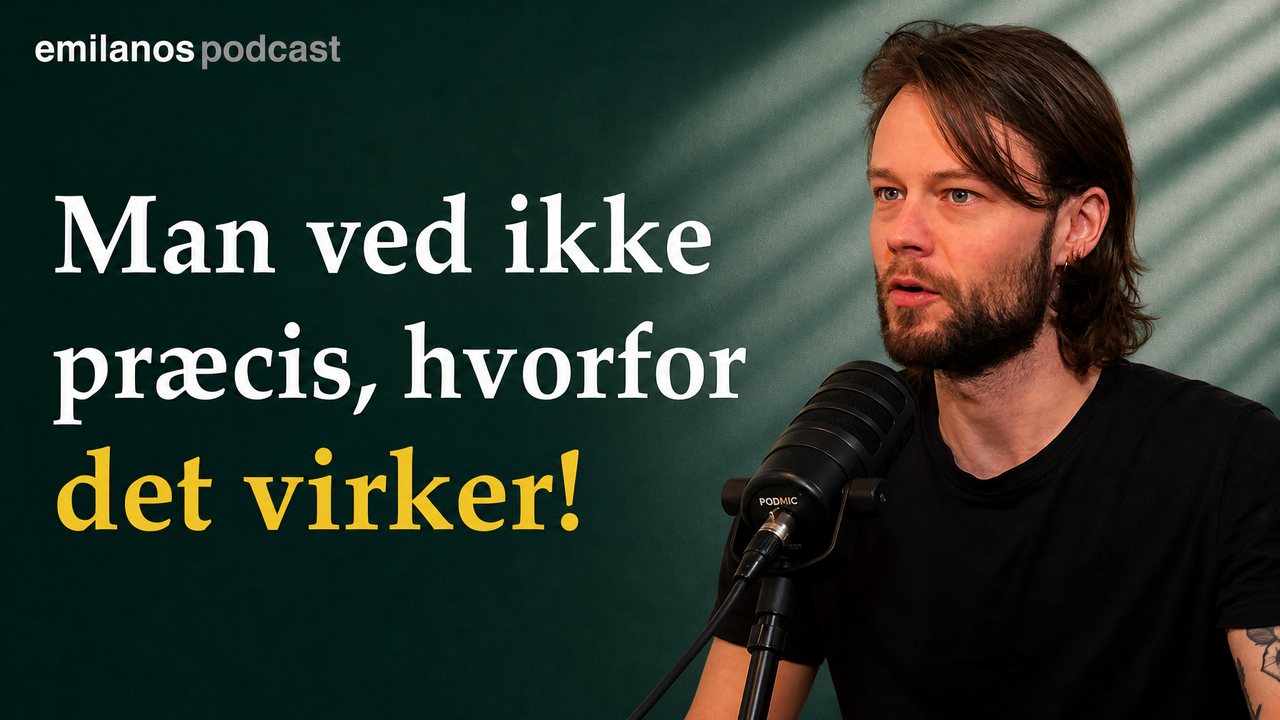 emilanos podcast
Man ved ikke
præcis, hvorfor
det virker!
PODMIC